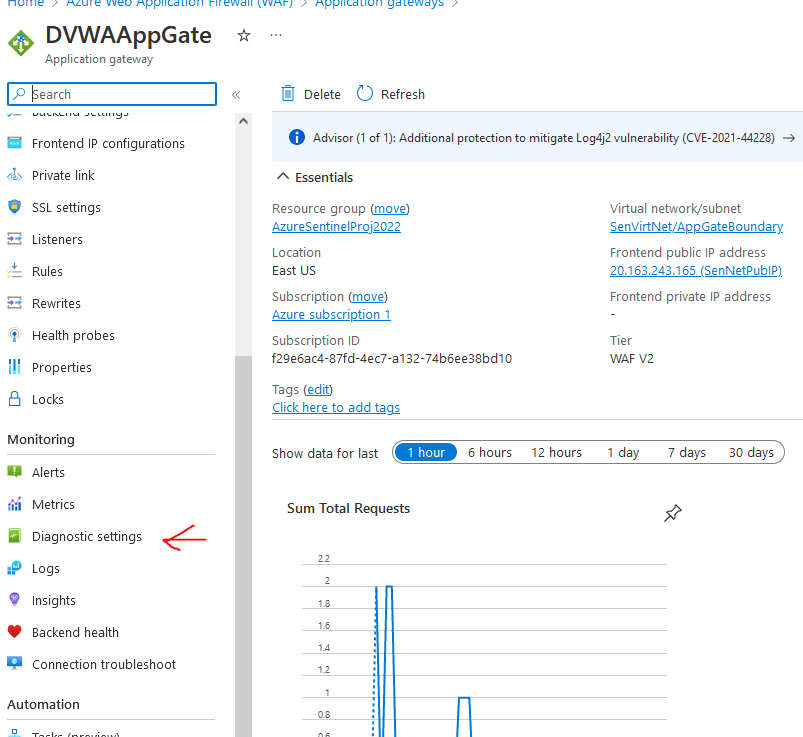 Home > Azure Web Application Firewall (WAF) > Application gateways >
DVWAAppGate
Application gateway
Search
Backend settings
Frontend IP configurations
Private link
SSL settings
Listeners
Rules
Rewrites
Health probes
Properties
Locks
Monitoring
Alerts
Metrics
Diagnostic settings
Logs
Insights
Backend health
Connection troubleshoot
Automation
Tasks (preview)
Delete
Refresh
Advisor (1 of 1): Additional protection to mitigate Log4j2 vulnerability (CVE-2021-44228)
Essentials
Resource group (move)
AzureSentinelProj2022
Location
East US
Subscription (move)
Azure subscription 1
Subscription ID
f29e6ac4-87fd-4ec7-a132-74b6ee38bd10
Tags (edit)
Click here to add tags
Virtual network/subnet
SenVirtNet/AppGateBoundary
Frontend public IP address
20.163.243.165 (SenNetPubIP)
Frontend private IP address
-
Tier
WAF V2
Show data for last
1 hour
6 hours
12 hours
1 day
7 days
30 days
Sum Total Requests
2.2
2
1.8
1.6
1.4
1.2
1
0.8
0.6